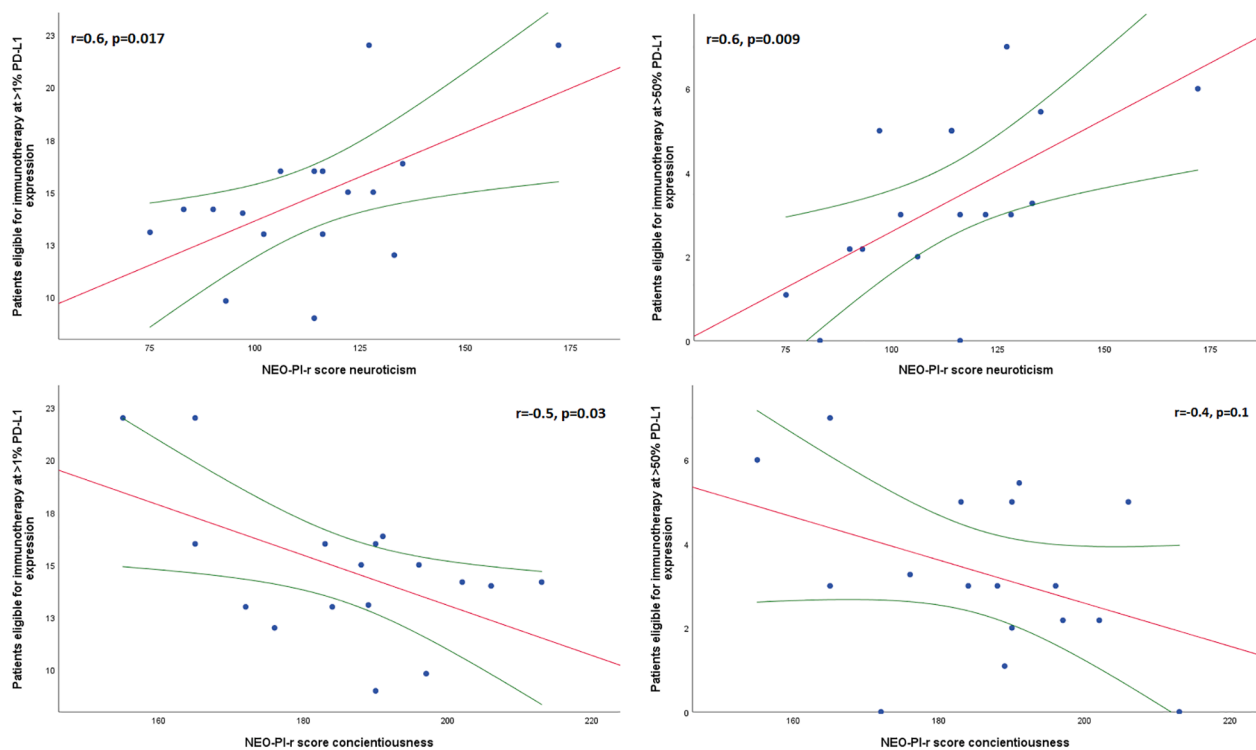 r=0.6, p=0.017
Patients eligible for immunotherapy at >1% PD-L1
expression
23
20
18
15
13
10
75
100
125
150
175
NEO-PI-r score neuroticism
r=0.6, p=0.009
Patients eligible for immunotherapy at >50% PD-L1
expression
6
4
2
0
75
100
125
150
175
NEO-PI-r score neuroticism
r=-0.5, p=0.03
Patients eligible for immunotherapy at >1% PD-L1
expression
23
20
18
15
13
10
160
180
200
220
NEO-PI-r score concientiousness
r=-0.4, p=0.1
Patients eligible for immunotherapy at >50% PD-L1
expression
6
4
2
0
160
180
200
220
NEO-PI-r score concientiousness